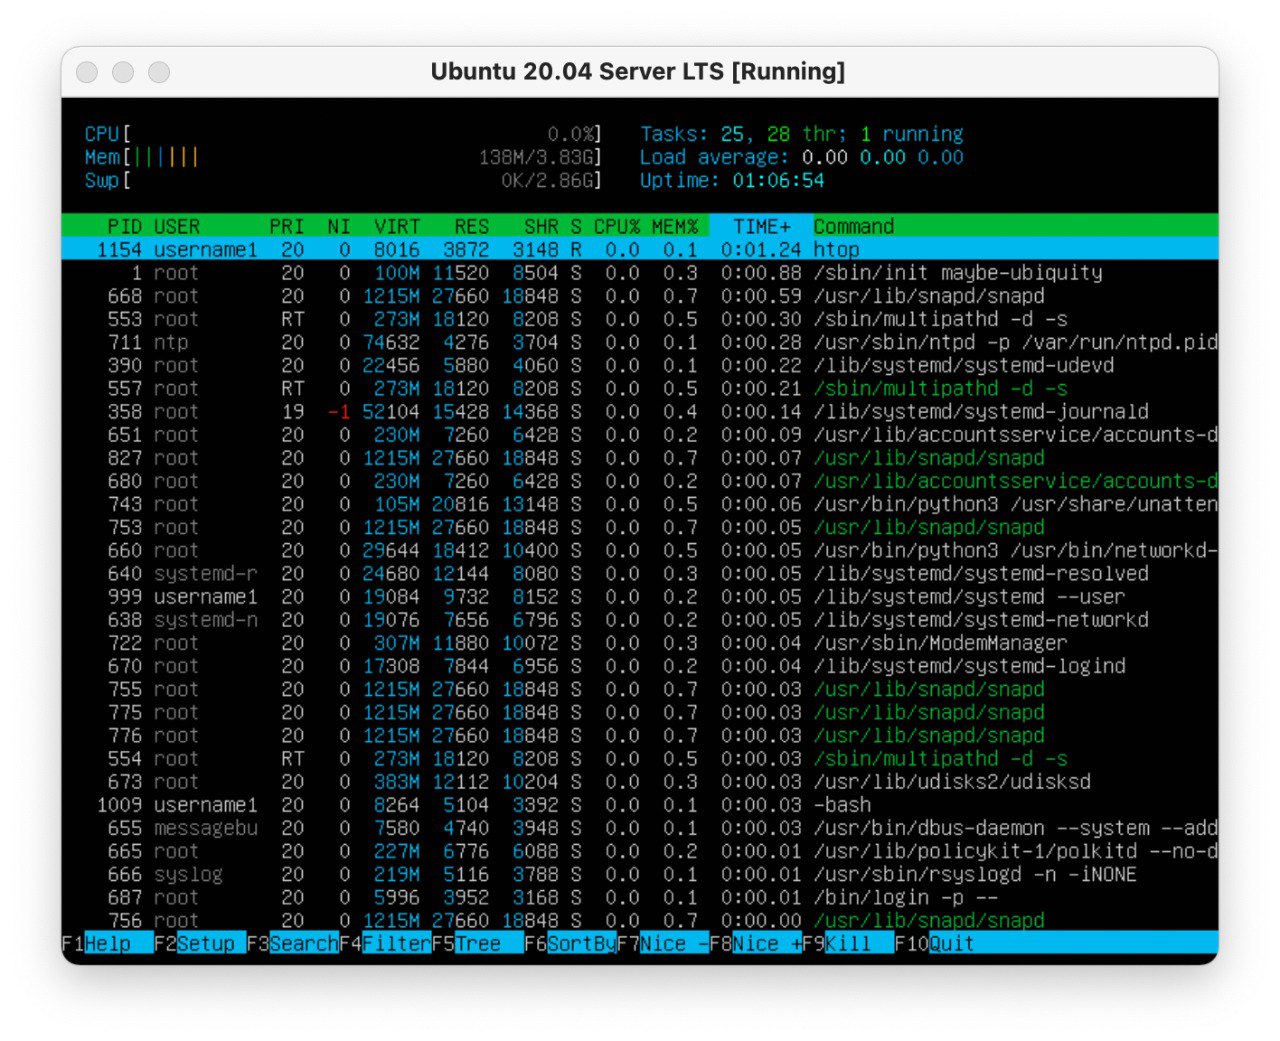 Ubuntu 20.04 Server LTS [Running]
CPU[ 0.0%] Tasks: 25, 28 thr; 1 running
Mem[||||||| 138M/3.83G] Load average: 0.00 0.00 0.00
Swp[ 0K/2.86G] Uptime: 01:06:54
PID USER PRI NI VIRT RES SHR S CPU% MEM% TIME+ Command
1154 username1 20 0 8016 3872 3148 R 0.0 0.1 0:01.24 htop
1 root 20 0 100M 11520 8504 S 0.0 0.3 0:00.88 /sbin/init maybe-ubiquity
668 root 20 0 1215M 27660 18848 S 0.0 0.7 0:00.59 /usr/lib/snapd/snapd
553 root RT 0 273M 18120 8208 S 0.0 0.5 0:00.30 /sbin/multipathd -d -s
711 ntp 20 0 74632 4276 3704 S 0.0 0.1 0:00.28 /usr/sbin/ntpd -p /var/run/ntpd.pid
390 root 20 0 22456 5880 4060 S 0.0 0.1 0:00.22 /lib/systemd/systemd-udevd
557 root RT 0 273M 18120 8208 S 0.0 0.5 0:00.21 /sbin/multipathd -d -s
358 root 19 -1 52104 15428 14368 S 0.0 0.4 0:00.14 /lib/systemd/systemd-journald
651 root 20 0 230M 7260 6428 S 0.0 0.2 0:00.09 /usr/lib/accountsservice/accounts-d
827 root 20 0 1215M 27660 18848 S 0.0 0.7 0:00.07 /usr/lib/snapd/snapd
680 root 20 0 230M 7260 6428 S 0.0 0.2 0:00.07 /usr/lib/accountsservice/accounts-d
743 root 20 0 105M 20816 13148 S 0.0 0.5 0:00.06 /usr/bin/python3 /usr/share/unatten
753 root 20 0 1215M 27660 18848 S 0.0 0.7 0:00.05 /usr/lib/snapd/snapd
660 root 20 0 29644 18412 10400 S 0.0 0.5 0:00.05 /usr/bin/python3 /usr/bin/networkd-
640 systemd-r 20 0 24680 12144 8080 S 0.0 0.3 0:00.05 /lib/systemd/systemd-resolved
999 username1 20 0 19084 9732 8152 S 0.0 0.2 0:00.05 /lib/systemd/systemd --user
638 systemd-n 20 0 19076 7656 6796 S 0.0 0.2 0:00.05 /lib/systemd/systemd-networkd
722 root 20 0 307M 11880 10072 S 0.0 0.3 0:00.04 /usr/sbin/ModemManager
670 root 20 0 17308 7844 6956 S 0.0 0.2 0:00.04 /lib/systemd/systemd-logind
755 root 20 0 1215M 27660 18848 S 0.0 0.7 0:00.03 /usr/lib/snapd/snapd
775 root 20 0 1215M 27660 18848 S 0.0 0.7 0:00.03 /usr/lib/snapd/snapd
776 root 20 0 1215M 27660 18848 S 0.0 0.7 0:00.03 /usr/lib/snapd/snapd
554 root RT 0 273M 18120 8208 S 0.0 0.5 0:00.03 /sbin/multipathd -d -s
673 root 20 0 383M 12112 10204 S 0.0 0.3 0:00.03 /usr/lib/udisks2/udisksd
1009 username1 20 0 8264 5104 3392 S 0.0 0.1 0:00.03 -bash
655 messagebu 20 0 7580 4740 3948 S 0.0 0.1 0:00.03 /usr/bin/dbus-daemon --system --add
665 root 20 0 227M 6776 6088 S 0.0 0.2 0:00.01 /usr/lib/policykit-1/polkitd --no-d
666 syslog 20 0 219M 5116 3788 S 0.0 0.1 0:00.01 /usr/sbin/rsyslogd -n -iNONE
687 root 20 0 5996 3952 3168 S 0.0 0.1 0:00.01 /bin/login -p --
756 root 20 0 1215M 27660 18848 S 0.0 0.7 0:00.00 /usr/lib/snapd/snapd
F1Help F2Setup F3SearchF4FilterF5Tree F6SortByF7Nice -F8Nice +F9Kill F10Quit